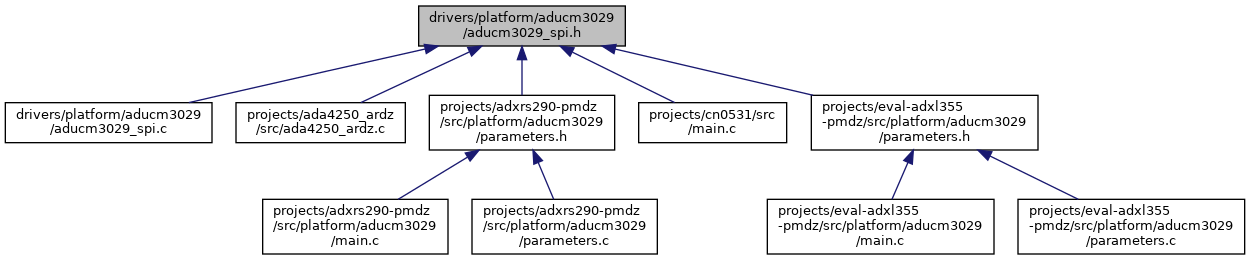 drivers/platform/aducm3029
/aducm3029_spi.h
drivers/platform/aducm3029
/aducm3029_spi.c
projects/ada4250_ardz
/src/ada4250_ardz.c
projects/adxrs290-pmdz
/src/platform/aducm3029
/parameters.h
projects/cn0531/src
/main.c
projects/eval-adxl355
-pmdz/src/platform/aducm3029
/parameters.h
projects/adxrs290-pmdz
/src/platform/aducm3029
/main.c
projects/adxrs290-pmdz
/src/platform/aducm3029
/parameters.c
projects/eval-adxl355
-pmdz/src/platform/aducm3029
/main.c
projects/eval-adxl355
-pmdz/src/platform/aducm3029
/parameters.c